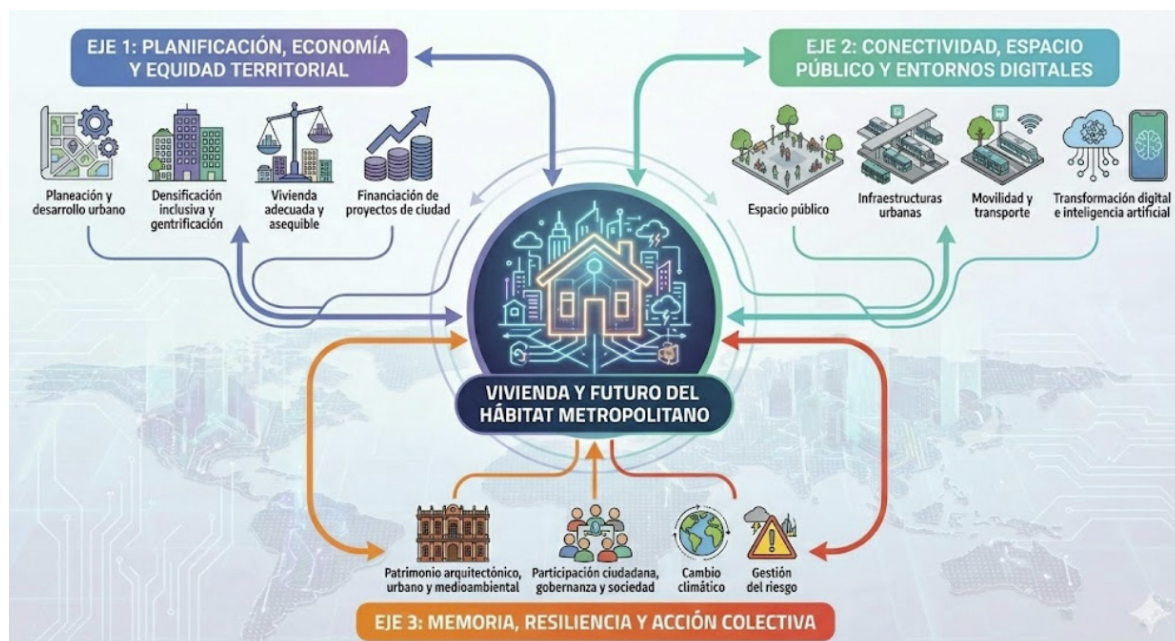 EJE 1: PLANIFICACIÓN, ECONOMÍA
Y EQUIDAD TERRITORIAL
Planeación y
desarrollo urbano
Densificación
inclusiva y
gentrificación
Vivienda
adecuada y
asequible
Financiación de
proyectos de ciudad
EJE 2: CONECTIVIDAD, ESPACIO
PÚBLICO Y ENTORNOS DIGITALES
Espacio público
Infraestructuras
urbanas
Movilidad y
transporte
Transformación digital
e inteligencia artificial
VIVIENDA Y FUTURO DEL
HÁBITAT METROPOLITANO
Patrimonio arquitectónico,
urbano y medioambiental
Participación ciudadana,
gobernanza y sociedad
Cambio
climático
Gestión
del riesgo
EJE 3: MEMORIA, RESILIENCIA Y ACCIÓN COLECTIVA